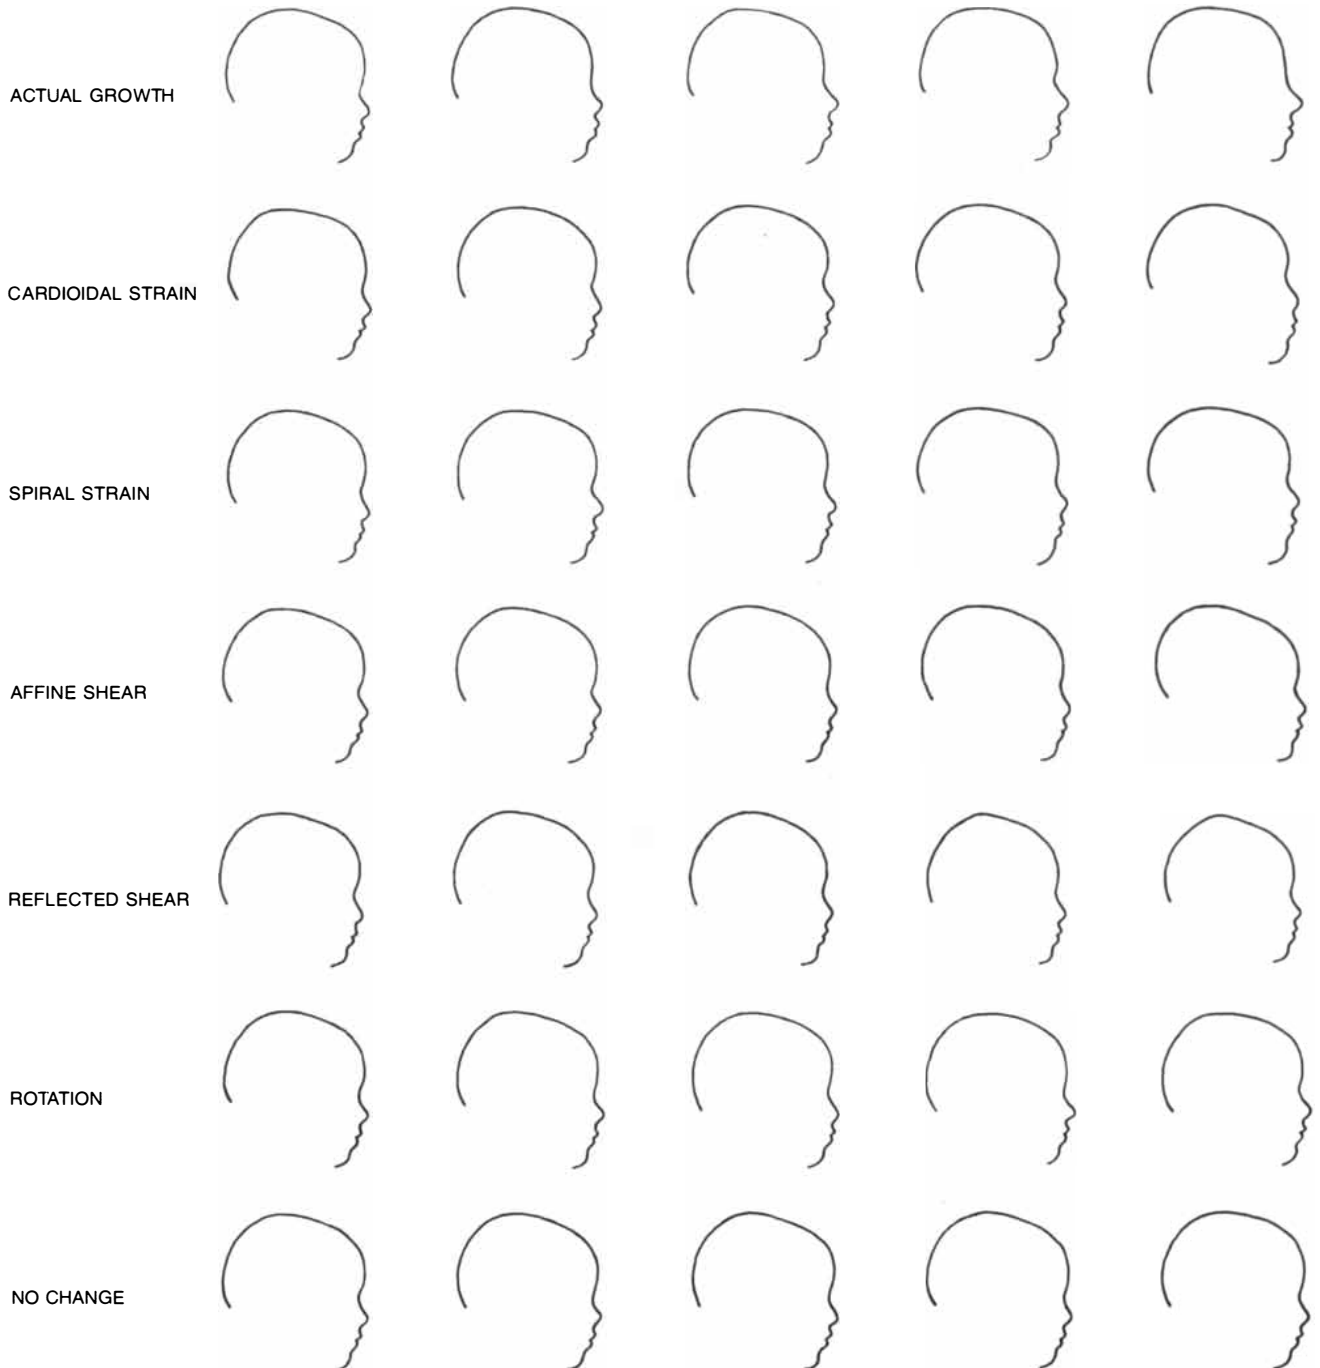 ACTUAL GROWTH
CARDIOIDAL STRAIN
SPIRAL STRAIN
AFFINE SHEAR
REFLECTED SHEAR
ROTATION
NO CHANGE